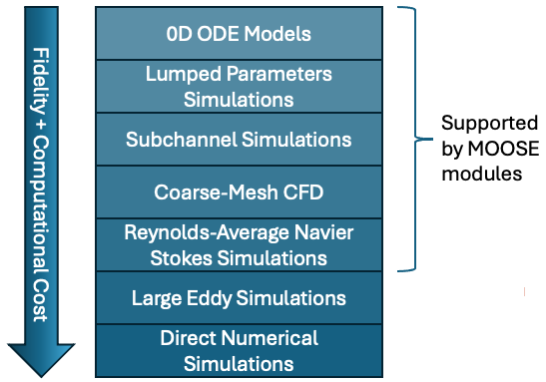 Fidelity + Computational Cost
0D ODE Models
Lumped Parameters
Simulations
Subchannel Simulations
Coarse-Mesh CFD
Reynolds-Average Navier
Stokes Simulations
Large Eddy Simulations
Direct Numerical
Simulations
Supported
by MOOSE
modules